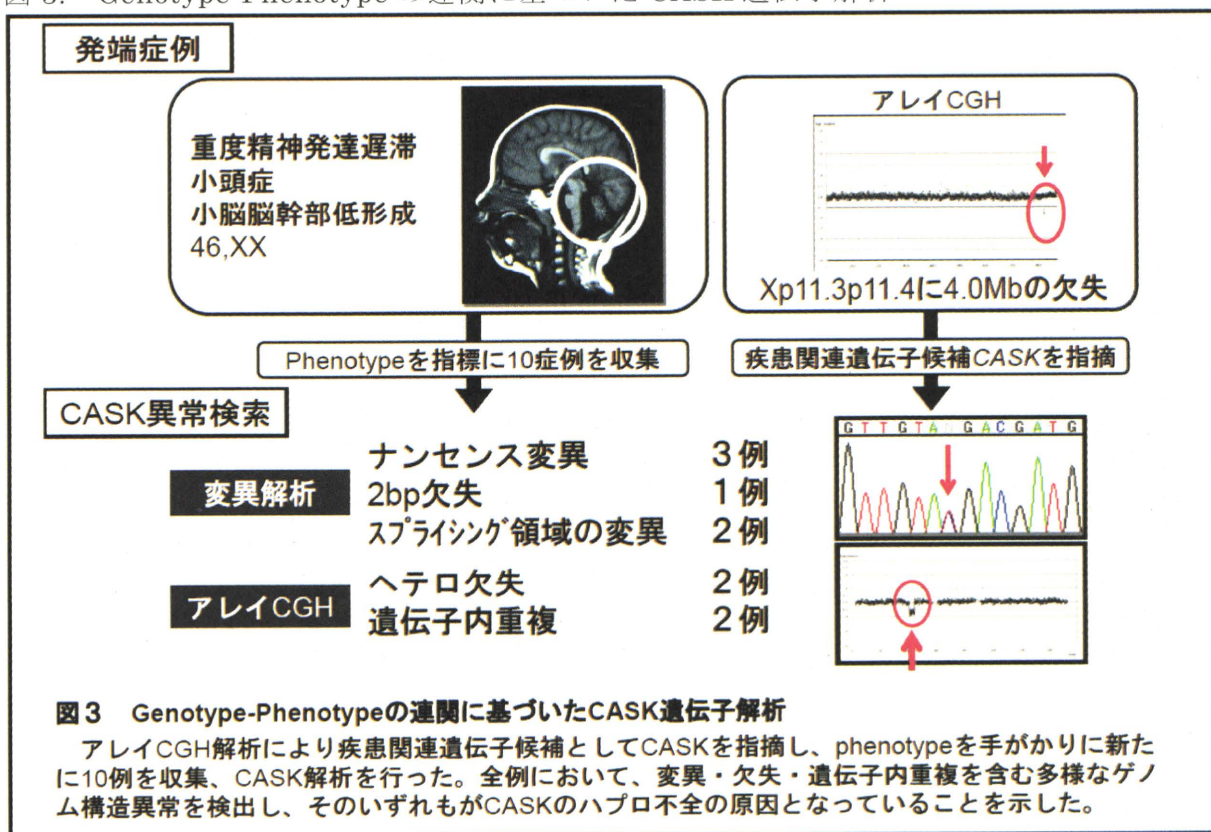 発端症例
重度精神発達遅滞
小頭症
小脳脳幹部低形成
46,XX
アレイCGH
Xp11.3p11.4に4.0Mbの欠失
Phenotypeを指標に10症例を収集
疾患関連遺伝子候補CASKを指摘
CASK異常検索
変異解析
ナンセンス変異 3例
2bp欠失 1例
スプライシング領域の変異 2例
アレイCGH
ヘテロ欠失 2例
遺伝子内重複 2例
GTTGTANGACGATG
図3 Genotype-Phenotypeの連関に基づいたCASK遺伝子解析
アレイCGH解析により疾患関連遺伝子候補としてCASKを指摘し、phenotypeを手がかりに新た
に10例を収集、CASK解析を行った。全例において、変異・欠失・遺伝子内重複を含む多様なゲノ
ム構造異常を検出し、そのいずれもがCASKのハプロ不全の原因となっていることを示した。